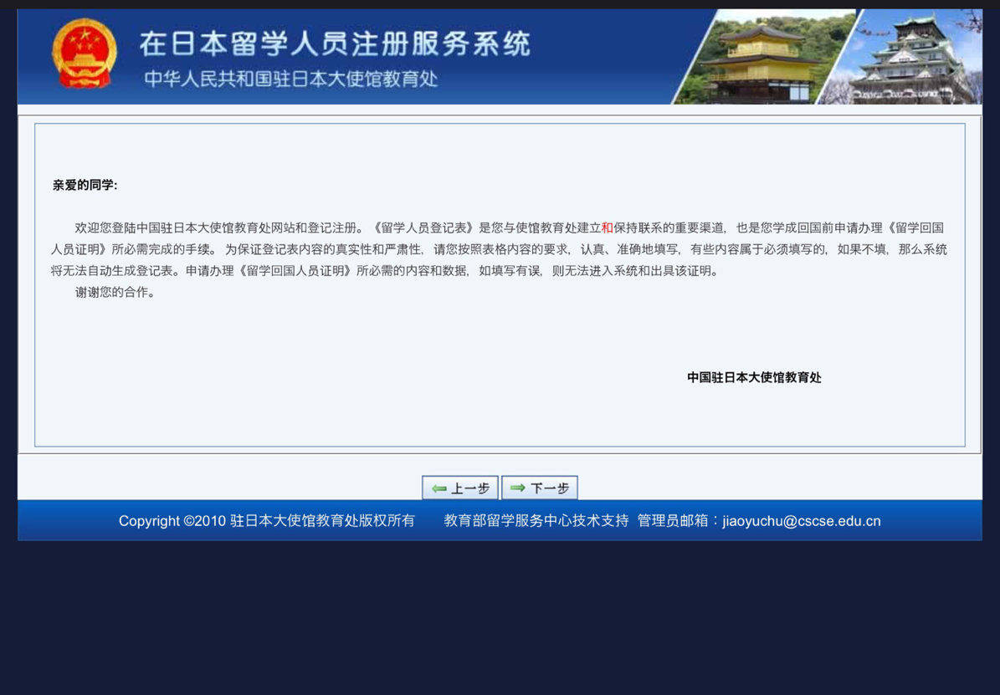 在日本留学人员注册服务系统
中华人民共和国驻日本大使馆教育处
亲爱的同学:
欢迎您登陆中国驻日本大使馆教育处网站和登记注册。《留学人员登记表》是您与使馆教育处建立和保持联系的重要渠道，也是您学成回国前申请办理《留学回国
人员证明》所必需完成的手续。 为保证登记表内容的真实性和严肃性，请您按照表格内容的要求，认真、准确地填写，有些内容属于必须填写的，如果不填，那么系统
将无法自动生成登记表。申请办理《留学回国人员证明》所必需的内容和数据，如填写有误，则无法进入系统和出具该证明。
谢谢您的合作。
中国驻日本大使馆教育处
上一步 下一步
Copyright ©2010 驻日本大使馆教育处版权所有 教育部留学服务中心技术支持 管理员邮箱：jiaoyuchu@cscse.edu.cn